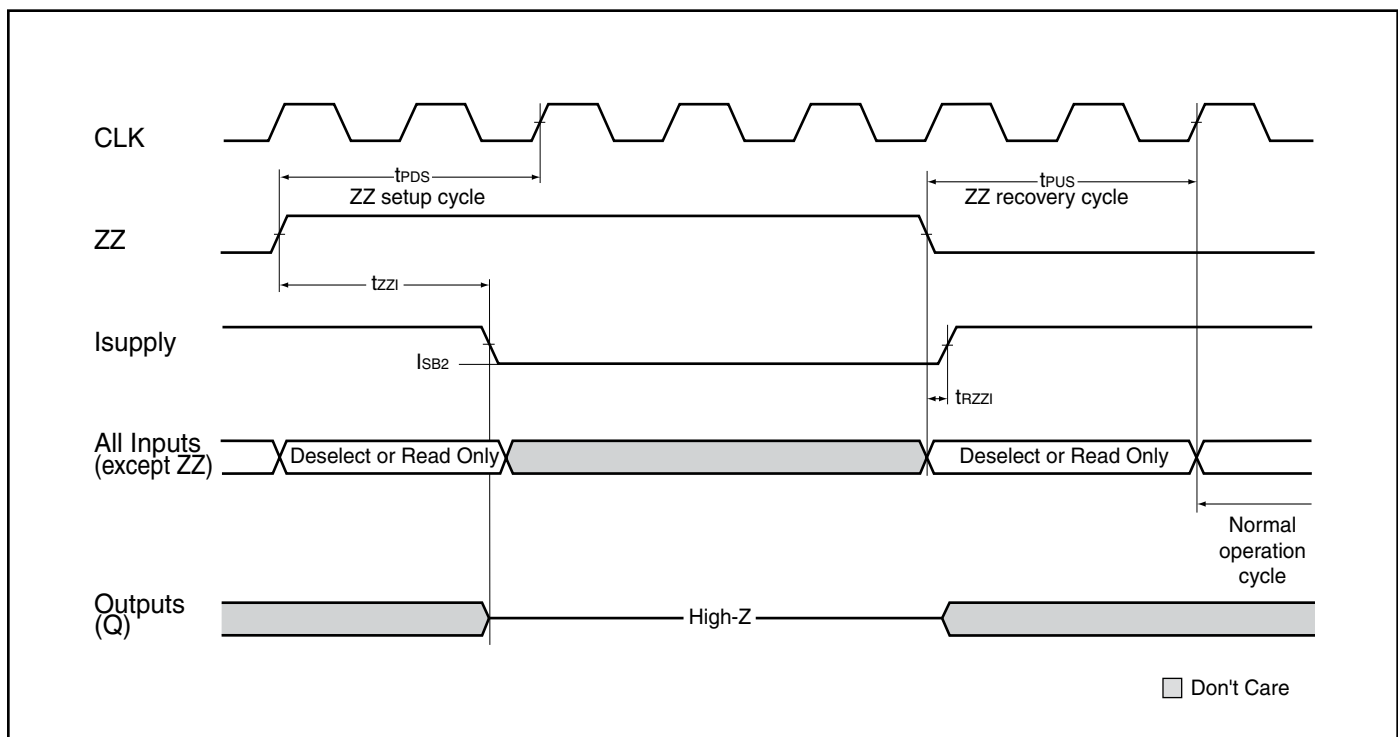 CLK
tPDS
ZZ setup cycle
tPUS
ZZ recovery cycle
ZZ
tZZI
Isupply
ISB2
tRZZI
All Inputs
(except ZZ)
Deselect or Read Only
Deselect or Read Only
Normal
operation
cycle
Outputs
(Q)
High-Z
Don't Care